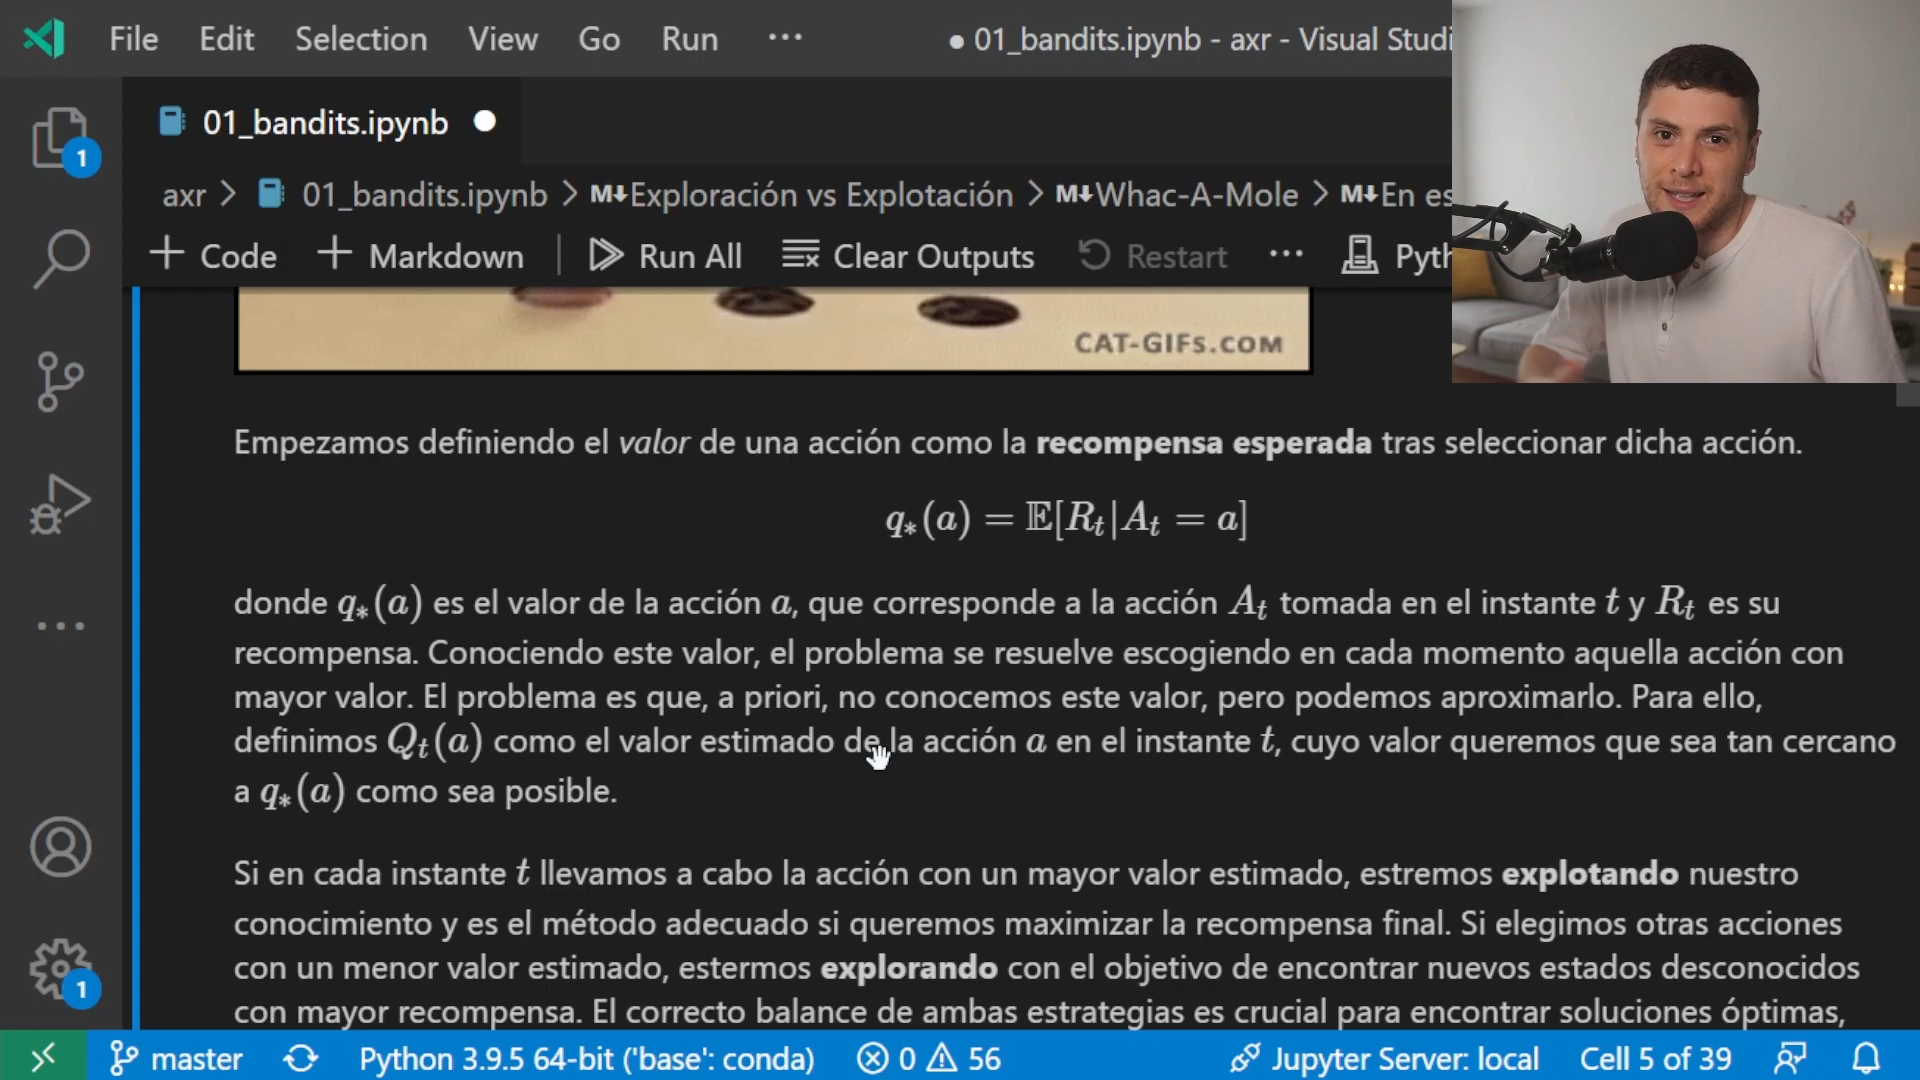 File Edit Selection View Go Run ··· ● 01_bandits.ipynb - axr - Visual Studi
01_bandits.ipynb ●
1
axr > 01_bandits.ipynb > M↓Exploración vs Explotación > M↓Whac-A-Mole > M↓En es
+ Code + Markdown | Run All Clear Outputs Restart ··· Pyth
CAT-GIFs.COM
Empezamos definiendo el valor de una acción como la recompensa esperada tras seleccionar dicha acción.
q∗(a) = 𝔼[Rt|At = a]
donde q∗(a) es el valor de la acción a, que corresponde a la acción At tomada en el instante t y Rt es su
recompensa. Conociendo este valor, el problema se resuelve escogiendo en cada momento aquella acción con
mayor valor. El problema es que, a priori, no conocemos este valor, pero podemos aproximarlo. Para ello,
definimos Qt(a) como el valor estimado de la acción a en el instante t, cuyo valor queremos que sea tan cercano
a q∗(a) como sea posible.
Si en cada instante t llevamos a cabo la acción con un mayor valor estimado, estremos explotando nuestro
conocimiento y es el método adecuado si queremos maximizar la recompensa final. Si elegimos otras acciones
con un menor valor estimado, estermos explorando con el objetivo de encontrar nuevos estados desconocidos
con mayor recompensa. El correcto balance de ambas estrategias es crucial para encontrar soluciones óptimas,
1
master Python 3.9.5 64-bit ('base': conda) 0 56 Jupyter Server: local Cell 5 of 39